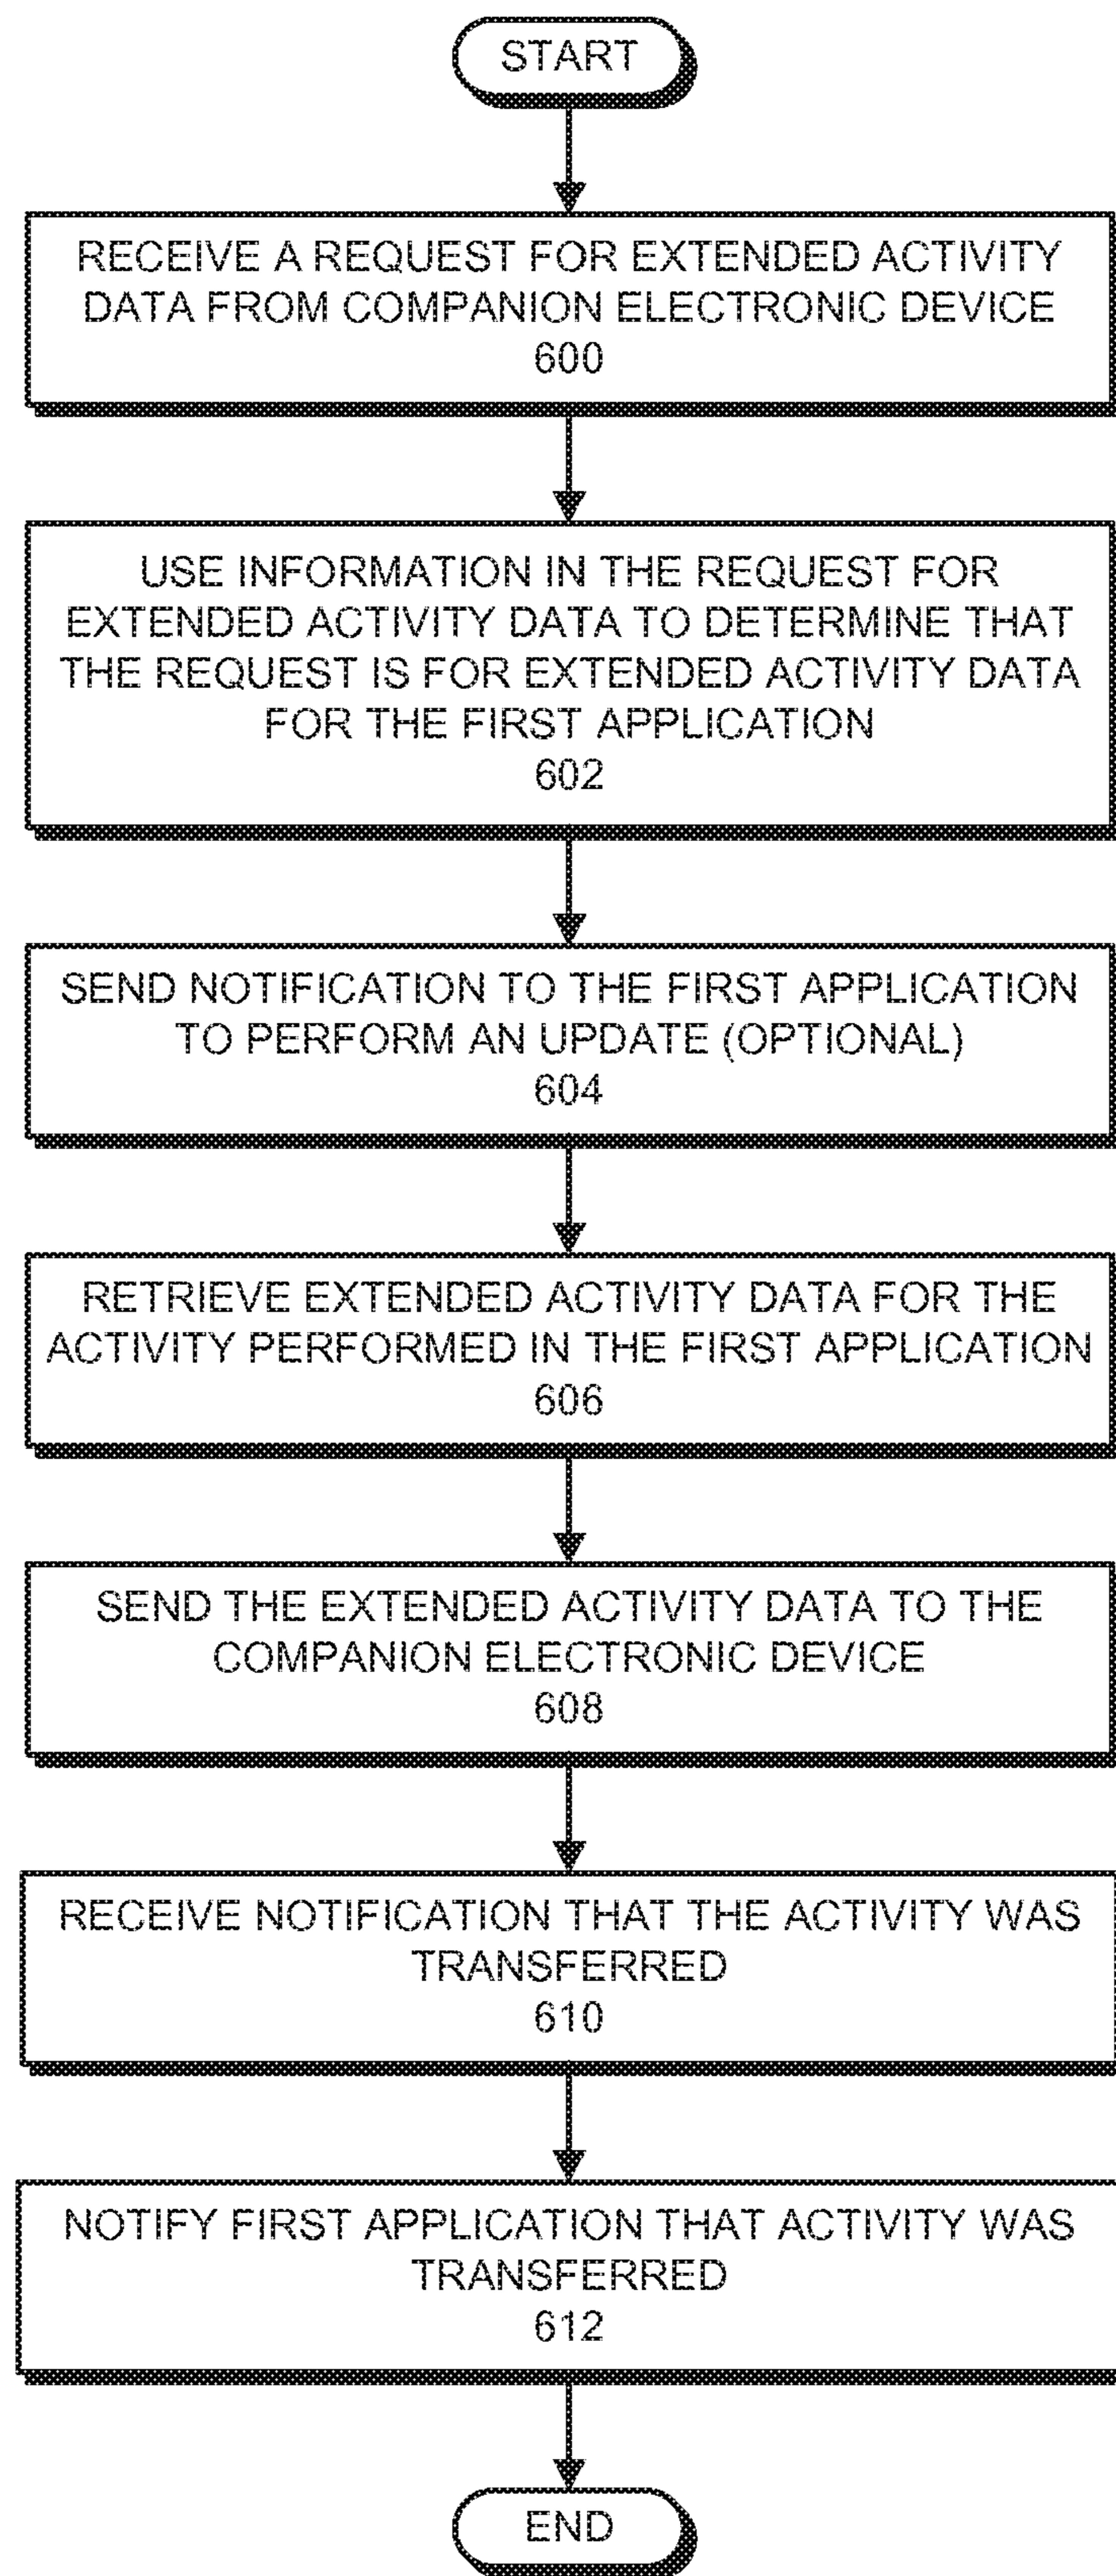 START
RECEIVE A REQUEST FOR EXTENDED ACTIVITY
DATA FROM COMPANION ELECTRONIC DEVICE
600
USE INFORMATION IN THE REQUEST FOR
EXTENDED ACTIVITY DATA TO DETERMINE THAT
THE REQUEST IS FOR EXTENDED ACTIVITY DATA
FOR THE FIRST APPLICATION
602
SEND NOTIFICATION TO THE FIRST APPLICATION
TO PERFORM AN UPDATE (OPTIONAL)
604
RETRIEVE EXTENDED ACTIVITY DATA FOR THE
ACTIVITY PERFORMED IN THE FIRST APPLICATION
606
SEND THE EXTENDED ACTIVITY DATA TO THE
COMPANION ELECTRONIC DEVICE
608
RECEIVE NOTIFICATION THAT THE ACTIVITY WAS
TRANSFERRED
610
NOTIFY FIRST APPLICATION THAT ACTIVITY WAS
TRANSFERRED
612
END